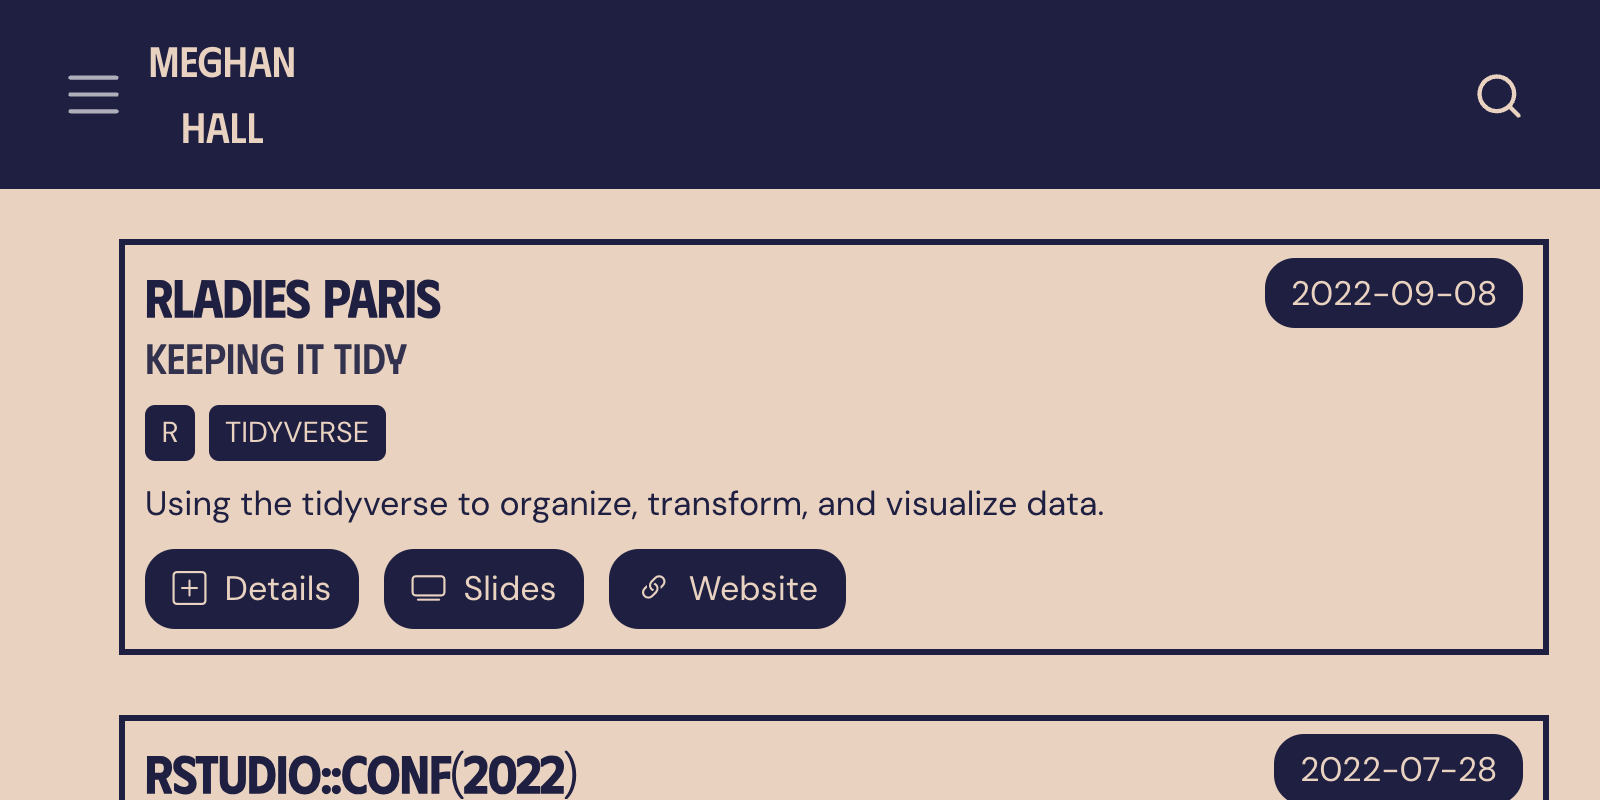 MEGHAN
HALL
RLADIES PARIS
2022-09-08
KEEPING IT TIDY
R TIDYVERSE
Using the tidyverse to organize, transform, and visualize data.
Details Slides Website
RSTUDIO::CONF(2022)
2022-07-28